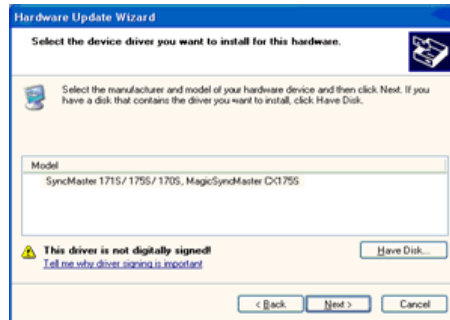 Hardware Update Wizard
Select the device driver you want to install for this hardware.
Select the manufacturer and model of your hardware device and then click Next. If you
have a disk that contains the driver you want to install, click Have Disk.
Model
SyncMaster 171S/ 175S/ 170S, MagicSyncMaster CX175S
This driver is not digitally signed!
Have Disk...
Tell me why driver signing is important
< Back
Next >
Cancel